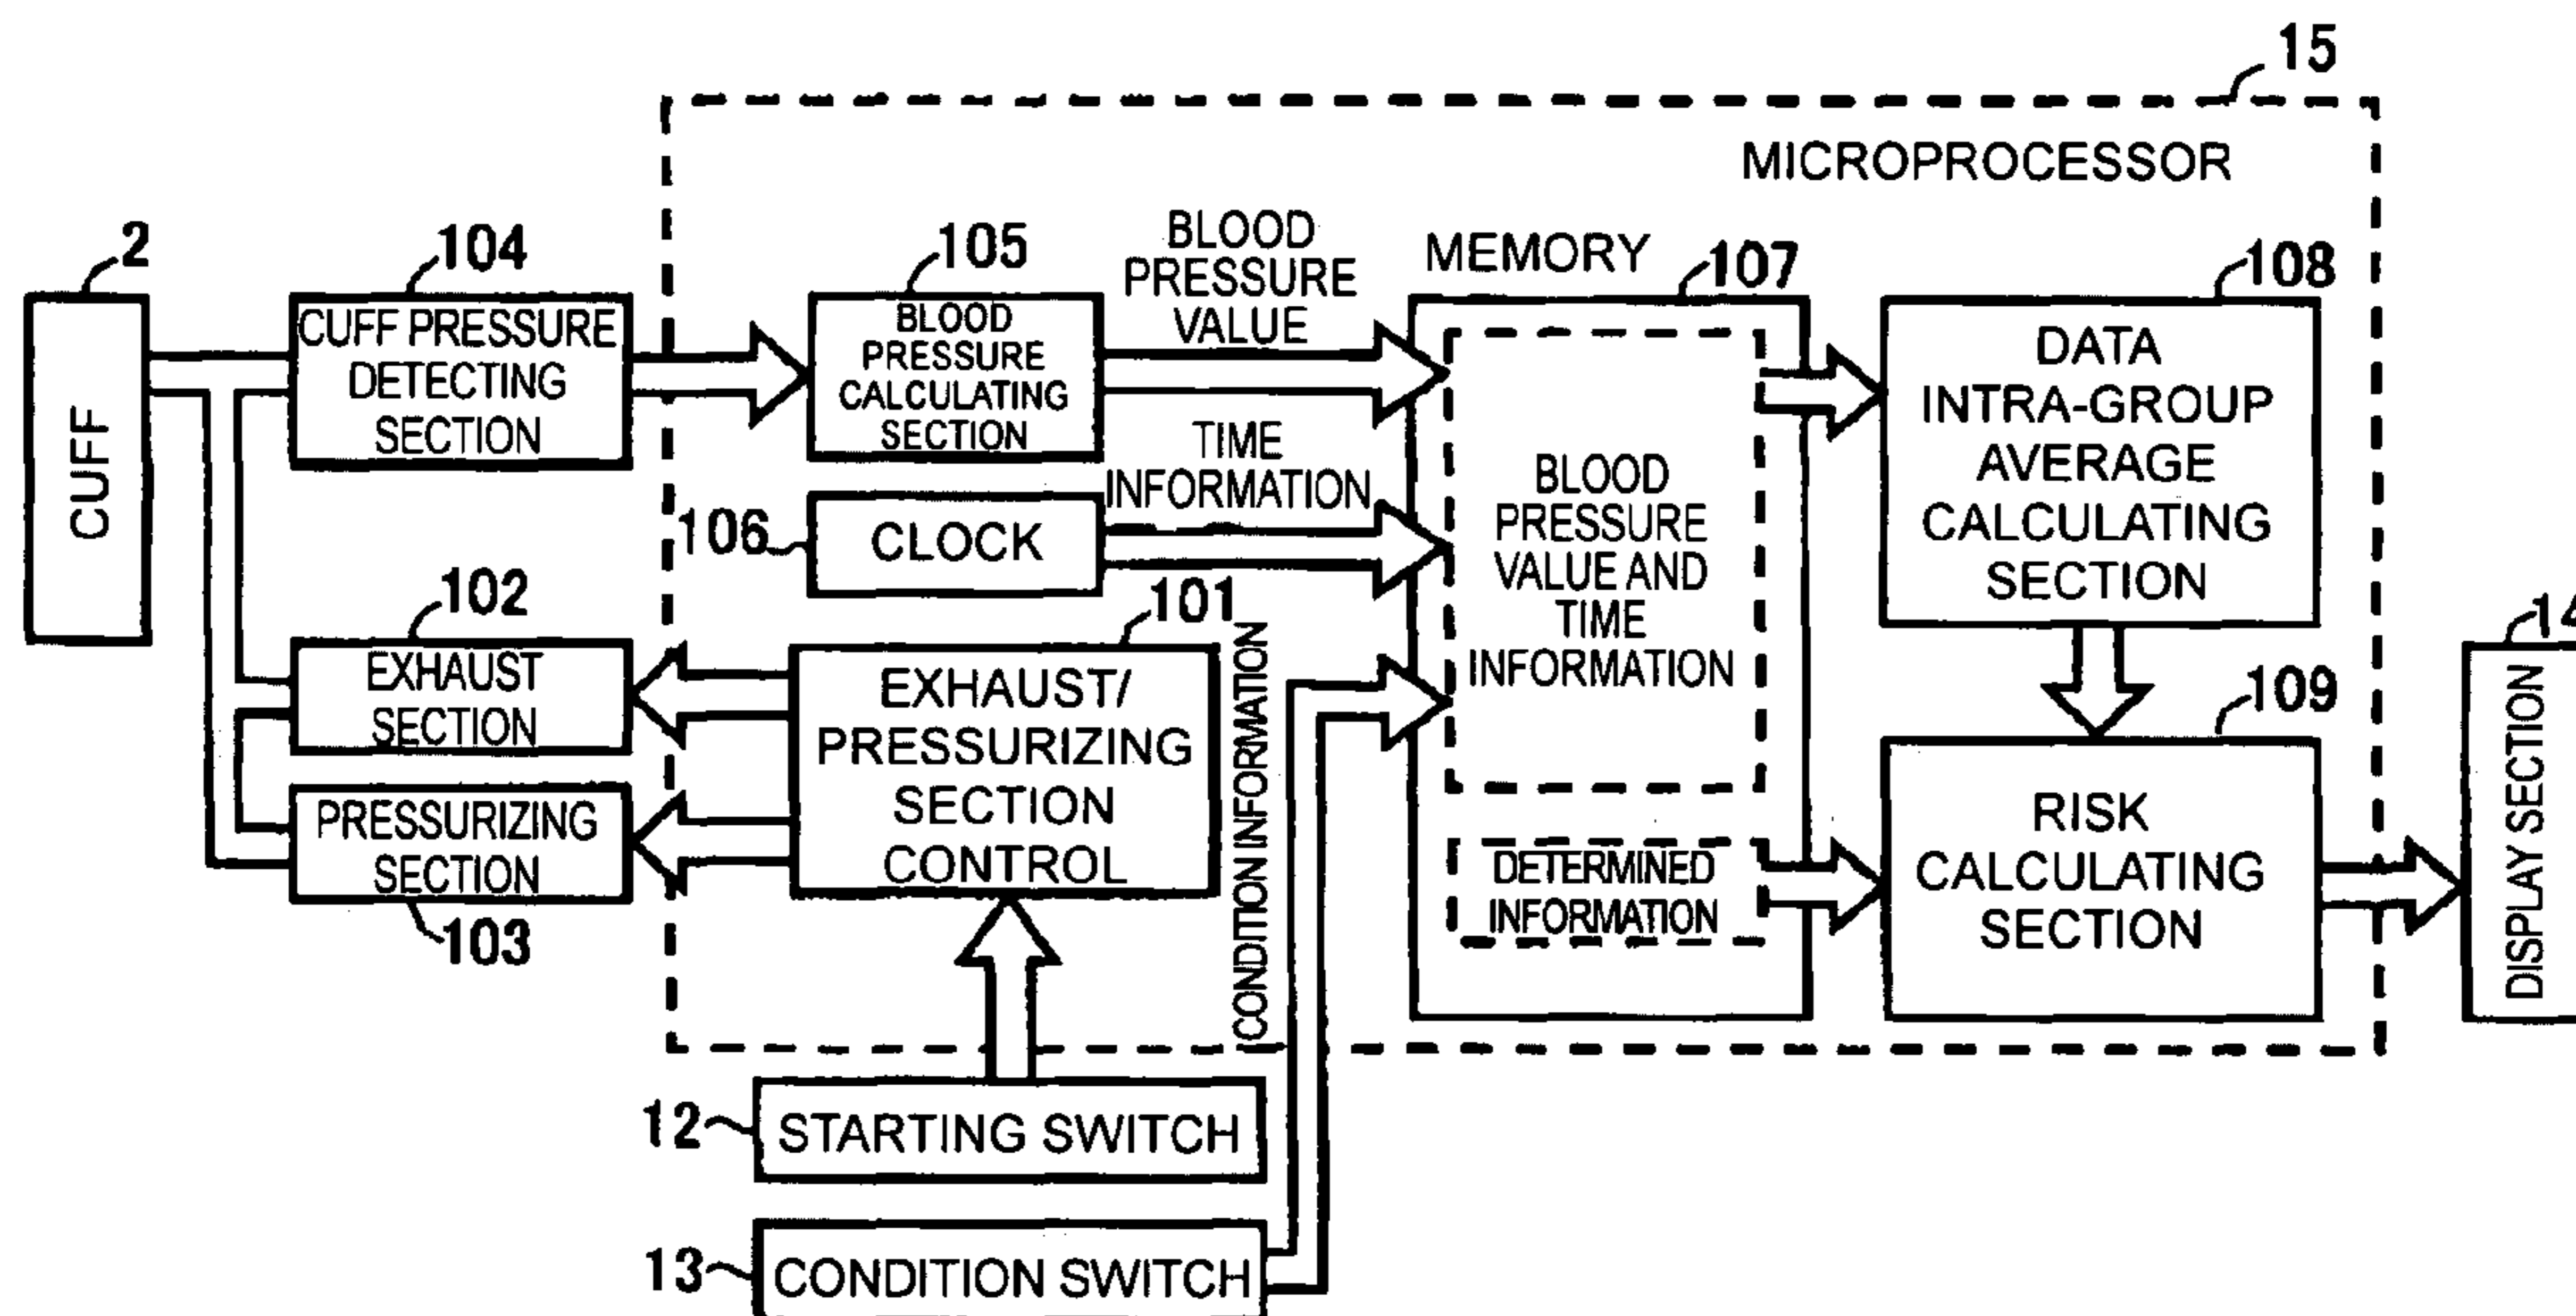 15
MICROPROCESSOR
2
CUFF
104
CUFF PRESSURE
DETECTING
SECTION
105
BLOOD
PRESSURE
CALCULATING
SECTION
BLOOD
PRESSURE
VALUE
TIME
INFORMATION
106
CLOCK
MEMORY
107
BLOOD
PRESSURE
VALUE AND
TIME
INFORMATION
DETERMINED
INFORMATION
108
DATA
INTRA-GROUP
AVERAGE
CALCULATING
SECTION
102
EXHAUST
SECTION
PRESSURIZING
SECTION
103
101
EXHAUST/
PRESSURIZING
SECTION
CONTROL
CONDITION INFORMATION
109
RISK
CALCULATING
SECTION
14
DISPLAY SECTION
12
STARTING SWITCH
13
CONDITION SWITCH